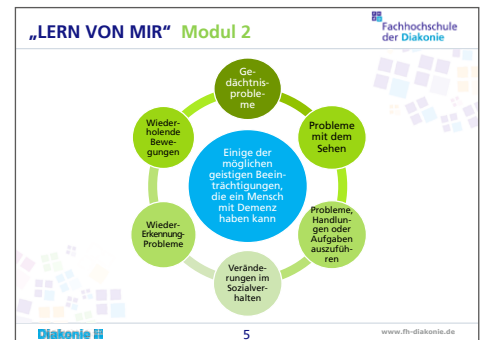 „LERN VON MIR“ Modul 2
Fachhochschule
der Diakonie
Ge-
dächtnis-
proble-
me
Probleme
mit dem
Sehen
Probleme,
Handlun-
gen oder
Aufgaben
auszufüh-
ren
Verände-
rungen im
Sozialver-
halten
Wieder-
Erkennung-
Probleme
Wieder-
holende
Bewe-
gungen
Einige der
möglichen
geistigen Beein-
trächtigungen,
die ein Mensch
mit Demenz
haben kann
Diakonie
5
www.fh-diakonie.de